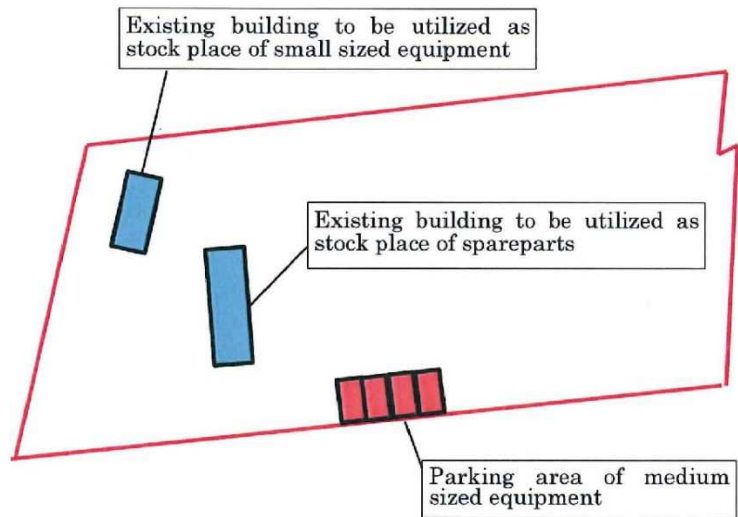 Existing building to be utilized as
stock place of small sized equipment
Existing building to be utilized as
stock place of spareparts
Parking area of medium
sized equipment